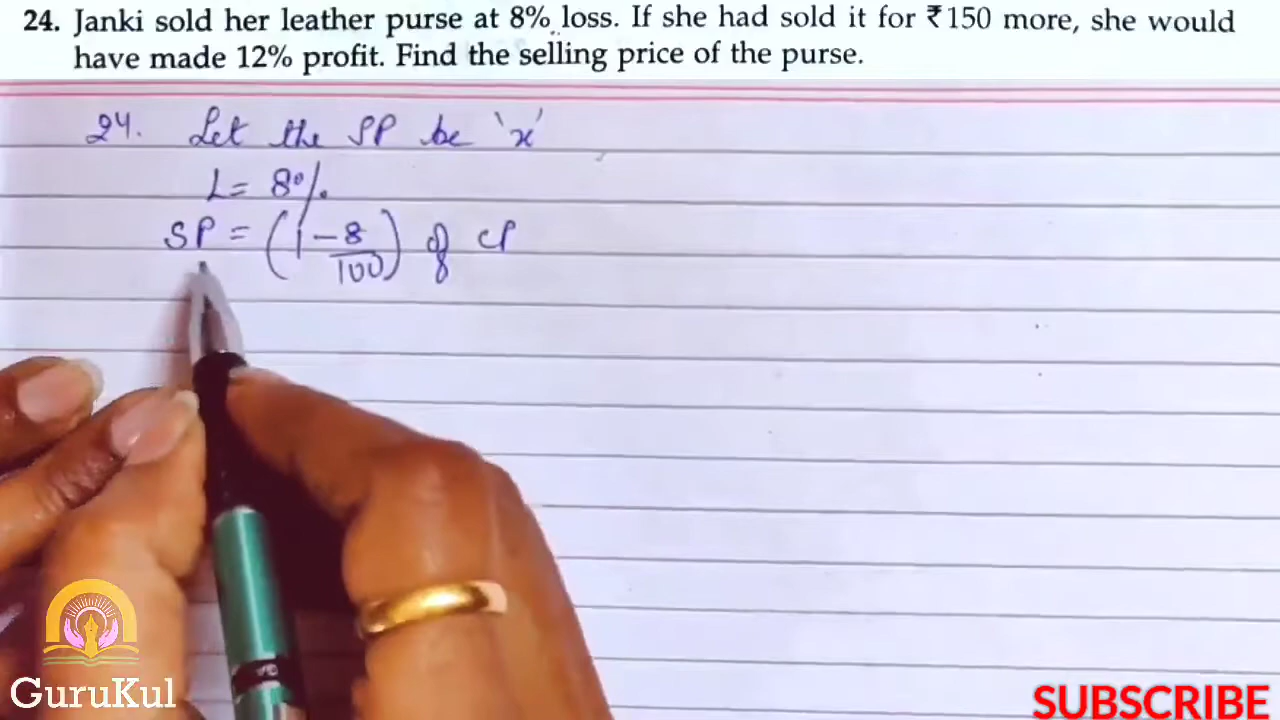 24. Janki sold her leather purse at 8% loss. If she had sold it for ₹150 more, she would
have made 12% profit. Find the selling price of the purse.
24. Let the SP be 'x'
L = 8%
SP = (1 - 8/100) of CP
GuruKul
SUBSCRIBE